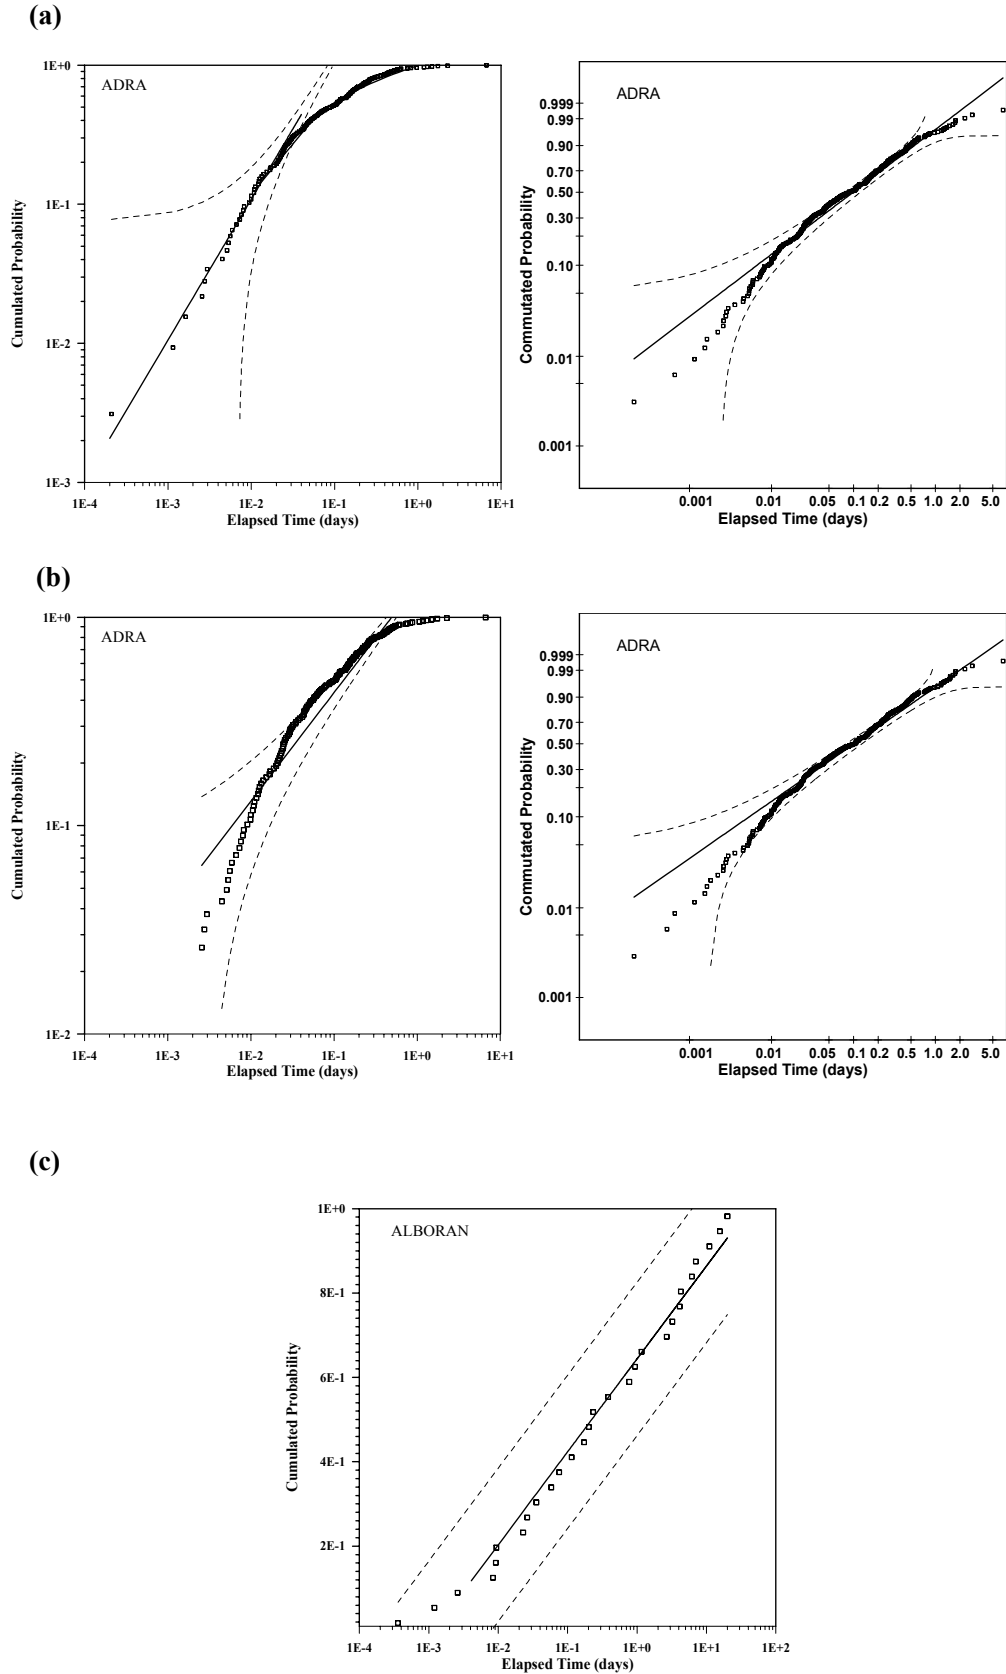 (a)
1E+0
1E-1
1E-2
1E-3
Cumulated Probability
ADRA
1E-4 1E-3 1E-2 1E-1 1E+0 1E+1
Elapsed Time (days)
0.999
0.99
0.90
0.70
0.50
0.30
0.10
0.01
0.001
Commutated Probability
ADRA
0.001 0.01 0.05 0.1 0.2 0.5 1.0 2.0 5.0
Elapsed Time (days)
(b)
1E+0
1E-1
1E-2
Cumulated Probability
ADRA
1E-4 1E-3 1E-2 1E-1 1E+0 1E+1
Elapsed Time (days)
0.999
0.99
0.90
0.70
0.50
0.30
0.10
0.01
0.001
Commutated Probability
ADRA
0.001 0.01 0.05 0.1 0.2 0.5 1.0 2.0 5.0
Elapsed Time (days)
(c)
1E+0
8E-1
6E-1
4E-1
2E-1
Cumulated Probability
ALBORAN
1E-4 1E-3 1E-2 1E-1 1E+0 1E+1 1E+2
Elapsed Time (days)